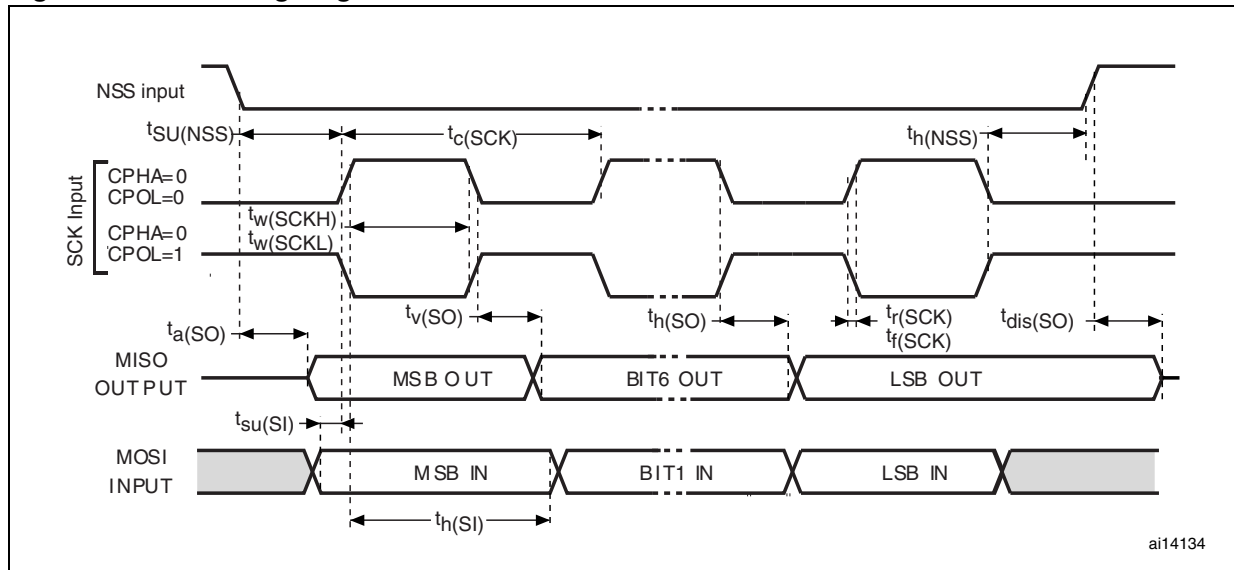 NSS input
tSU(NSS)
tc(SCK)
th(NSS)
SCK Input
CPHA=0
CPOL=0
tw(SCKH)
tw(SCKL)
CPHA=0
CPOL=1
ta(SO)
tv(SO)
th(SO)
tr(SCK)
tf(SCK)
tdis(SO)
MISO
OUTPUT
MSB OUT
BIT6 OUT
LSB OUT
tsu(SI)
MOSI
INPUT
MSB IN
BIT1 IN
LSB IN
th(SI)
ai14134